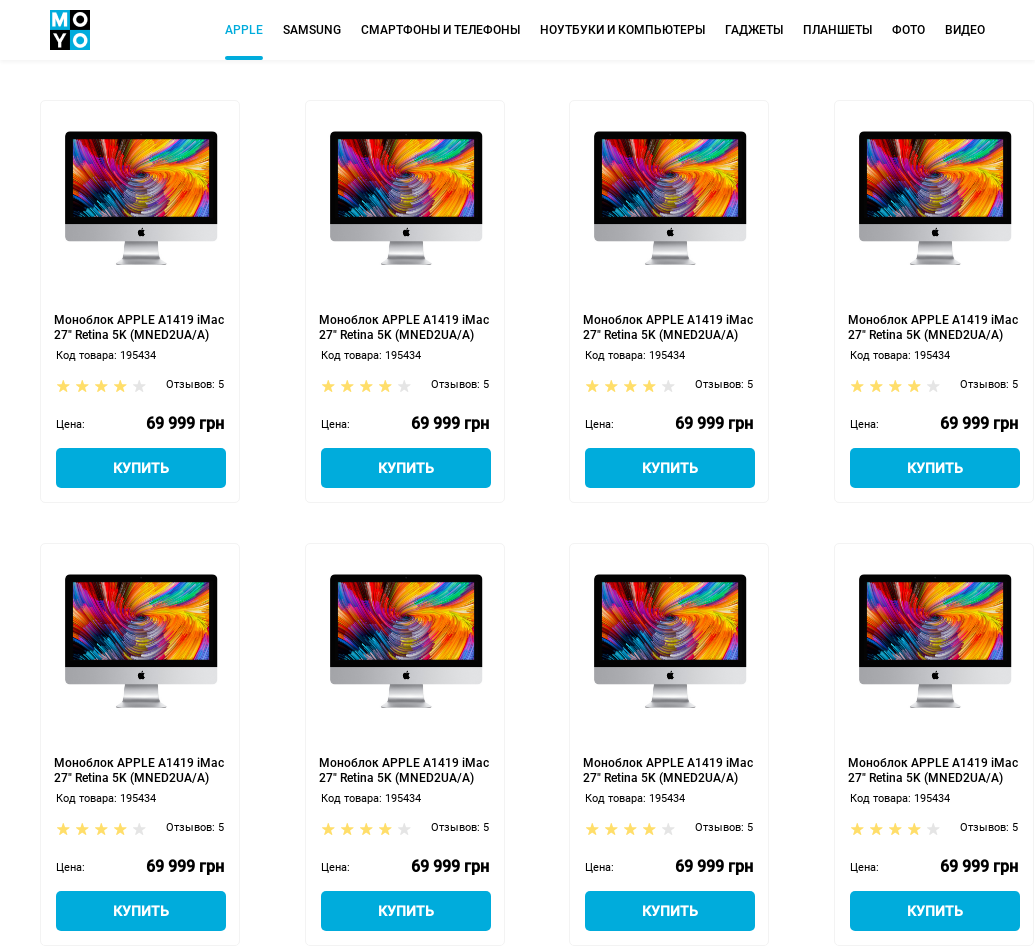 MO
YO
APPLE SAMSUNG СМАРТФОНЫ И ТЕЛЕФОНЫ НОУТБУКИ И КОМПЬЮТЕРЫ ГАДЖЕТЫ ПЛАНШЕТЫ ФОТО ВИДЕО
Моноблок APPLE A1419 iMac
27" Retina 5K (MNED2UA/A)
Код товара: 195434
Отзывов: 5
Цена: 69 999 грн
КУПИТЬ
Моноблок APPLE A1419 iMac
27" Retina 5K (MNED2UA/A)
Код товара: 195434
Отзывов: 5
Цена: 69 999 грн
КУПИТЬ
Моноблок APPLE A1419 iMac
27" Retina 5K (MNED2UA/A)
Код товара: 195434
Отзывов: 5
Цена: 69 999 грн
КУПИТЬ
Моноблок APPLE A1419 iMac
27" Retina 5K (MNED2UA/A)
Код товара: 195434
Отзывов: 5
Цена: 69 999 грн
КУПИТЬ
Моноблок APPLE A1419 iMac
27" Retina 5K (MNED2UA/A)
Код товара: 195434
Отзывов: 5
Цена: 69 999 грн
КУПИТЬ
Моноблок APPLE A1419 iMac
27" Retina 5K (MNED2UA/A)
Код товара: 195434
Отзывов: 5
Цена: 69 999 грн
КУПИТЬ
Моноблок APPLE A1419 iMac
27" Retina 5K (MNED2UA/A)
Код товара: 195434
Отзывов: 5
Цена: 69 999 грн
КУПИТЬ
Моноблок APPLE A1419 iMac
27" Retina 5K (MNED2UA/A)
Код товара: 195434
Отзывов: 5
Цена: 69 999 грн
КУПИТЬ